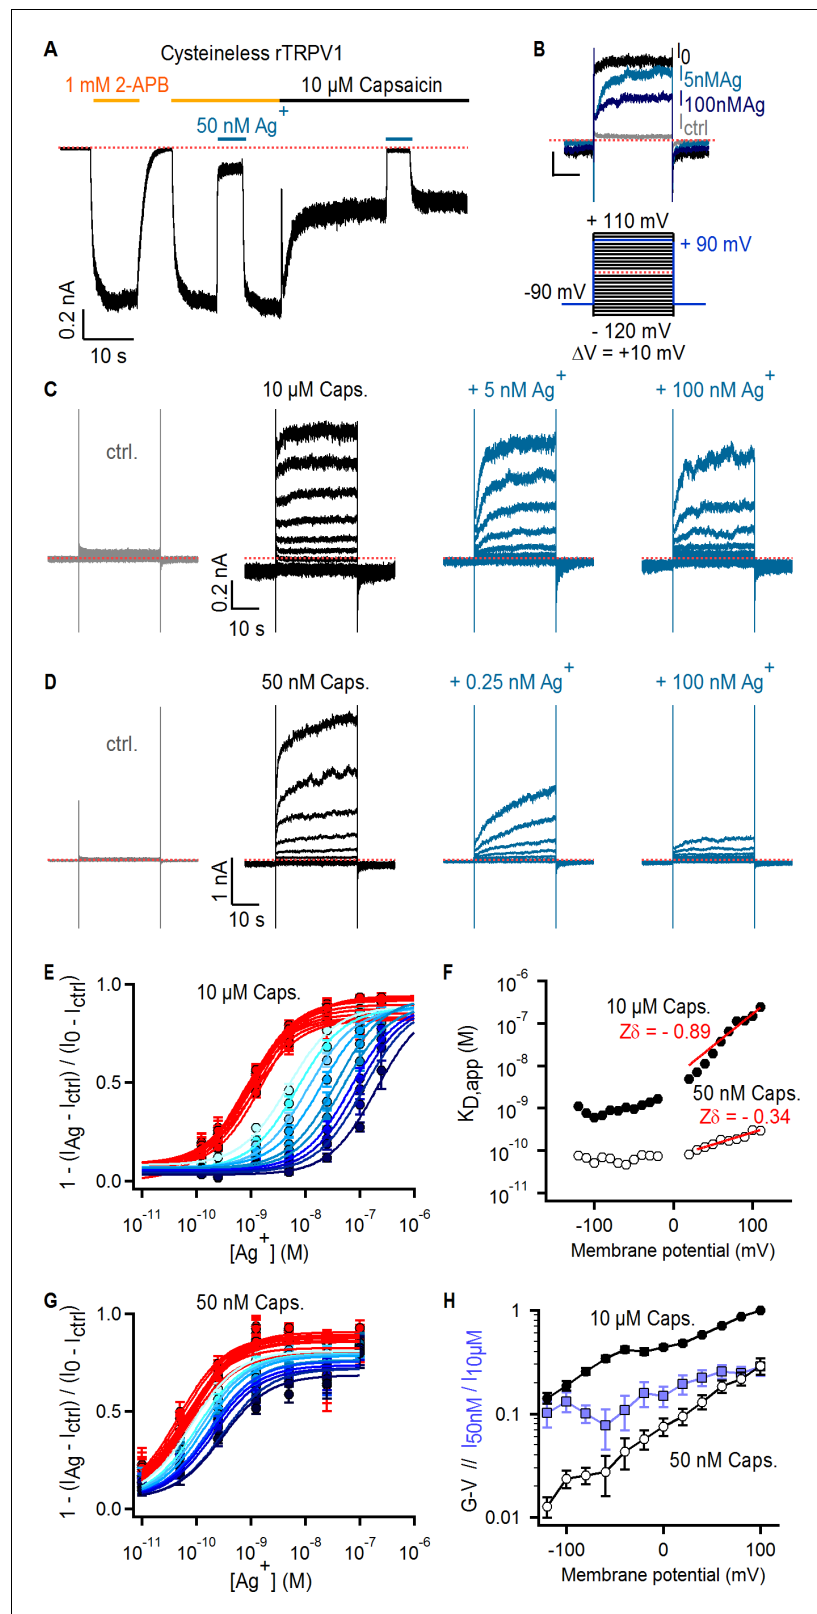 A
Cysteineless rTRPV1
1 mM 2-APB
10 µM Capsaicin
50 nM Ag+
0.2 nA
10 s
B
I0
I5nMAg
I100nMAg
Ictrl
+ 110 mV
+ 90 mV
-90 mV
- 120 mV
ΔV = +10 mV
C
ctrl.
10 µM Caps.
+ 5 nM Ag+
+ 100 nM Ag+
0.2 nA
10 s
D
ctrl.
50 nM Caps.
+ 0.25 nM Ag+
+ 100 nM Ag+
1 nA
10 s
E
10 µM Caps.
1 - (IAg - Ictrl) / (I0 - Ictrl)
1.0
0.5
0.0
10-11
10-10
10-9
10-8
10-7
10-6
[Ag+] (M)
F
KD,app (M)
10-6
10-7
10-8
10-9
10-10
10-11
10 µM Caps.
Zδ = - 0.89
50 nM Caps.
Zδ = - 0.34
-100
0
100
Membrane potential (mV)
G
50 nM Caps.
1 - (IAg - Ictrl) / (I0 - Ictrl)
1.0
0.5
0.0
10-11
10-10
10-9
10-8
10-7
10-6
[Ag+] (M)
H
G-V // I50nM / I10µM
1
0.1
0.01
10 µM Caps.
50 nM Caps.
-100
0
100
Membrane potential (mV)